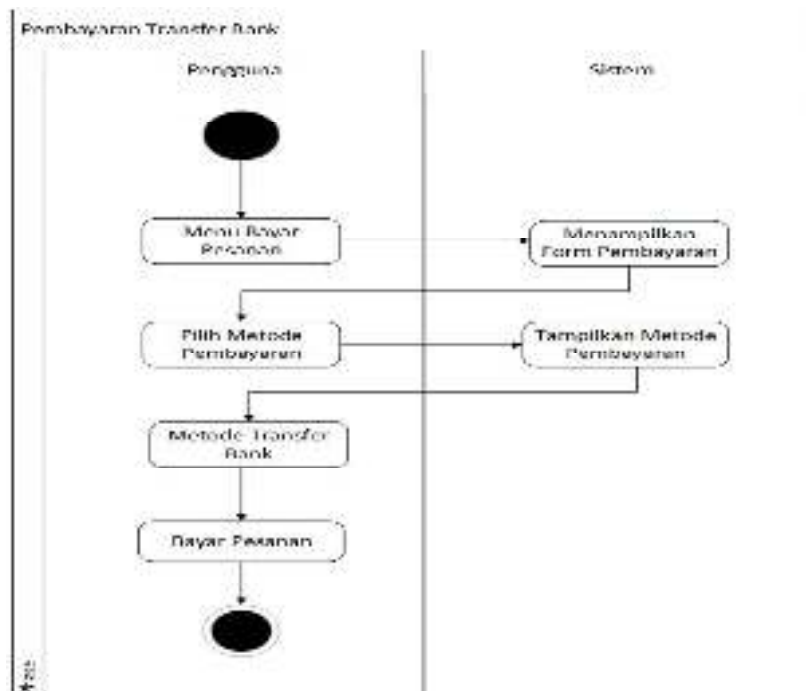 Pembayaran Transfer Bank
Pengguna
Sistem
Menu Bayar
Pesanan
Menampilkan
Form Pembayaran
Pilih Metode
Pembayaran
Tampilkan Metode
Pembayaran
Metode Transfer
Bank
Bayar Pesanan